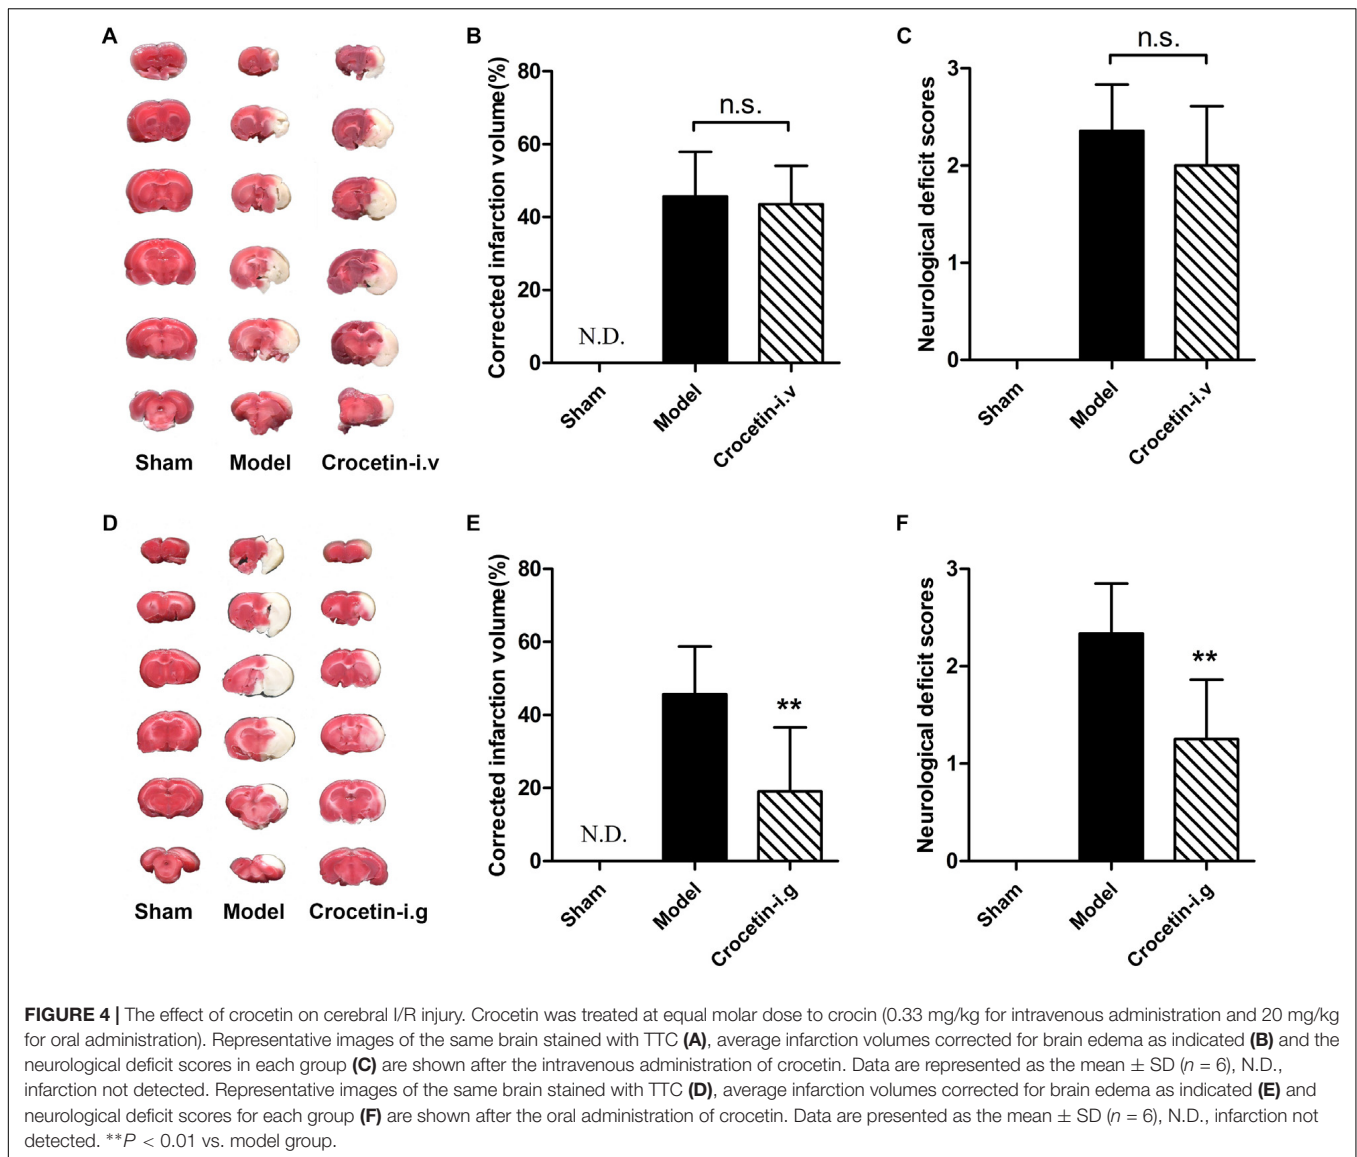 A
Sham
Model
Crocetin-i.v
B
Corrected infarction volume(%)
80
60
40
20
0
n.s.
N.D.
Sham
Model
Crocetin-i.v
C
Neurological deficit scores
3
2
1
0
n.s.
Sham
Model
Crocetin-i.v
D
Sham
Model
Crocetin-i.g
E
Corrected infarction volume(%)
80
60
40
20
0
N.D.
**
Sham
Model
Crocetin-i.g
F
Neurological deficit scores
3
2
1
0
**
Sham
Model
Crocetin-i.g
FIGURE 4 | The effect of crocetin on cerebral I/R injury. Crocetin was treated at equal molar dose to crocin (0.33 mg/kg for intravenous administration and 20 mg/kg
for oral administration). Representative images of the same brain stained with TTC (A), average infarction volumes corrected for brain edema as indicated (B) and the
neurological deficit scores in each group (C) are shown after the intravenous administration of crocetin. Data are represented as the mean ± SD (n = 6), N.D.,
infarction not detected. Representative images of the same brain stained with TTC (D), average infarction volumes corrected for brain edema as indicated (E) and
neurological deficit scores for each group (F) are shown after the oral administration of crocetin. Data are presented as the mean ± SD (n = 6), N.D., infarction not
detected. **P < 0.01 vs. model group.